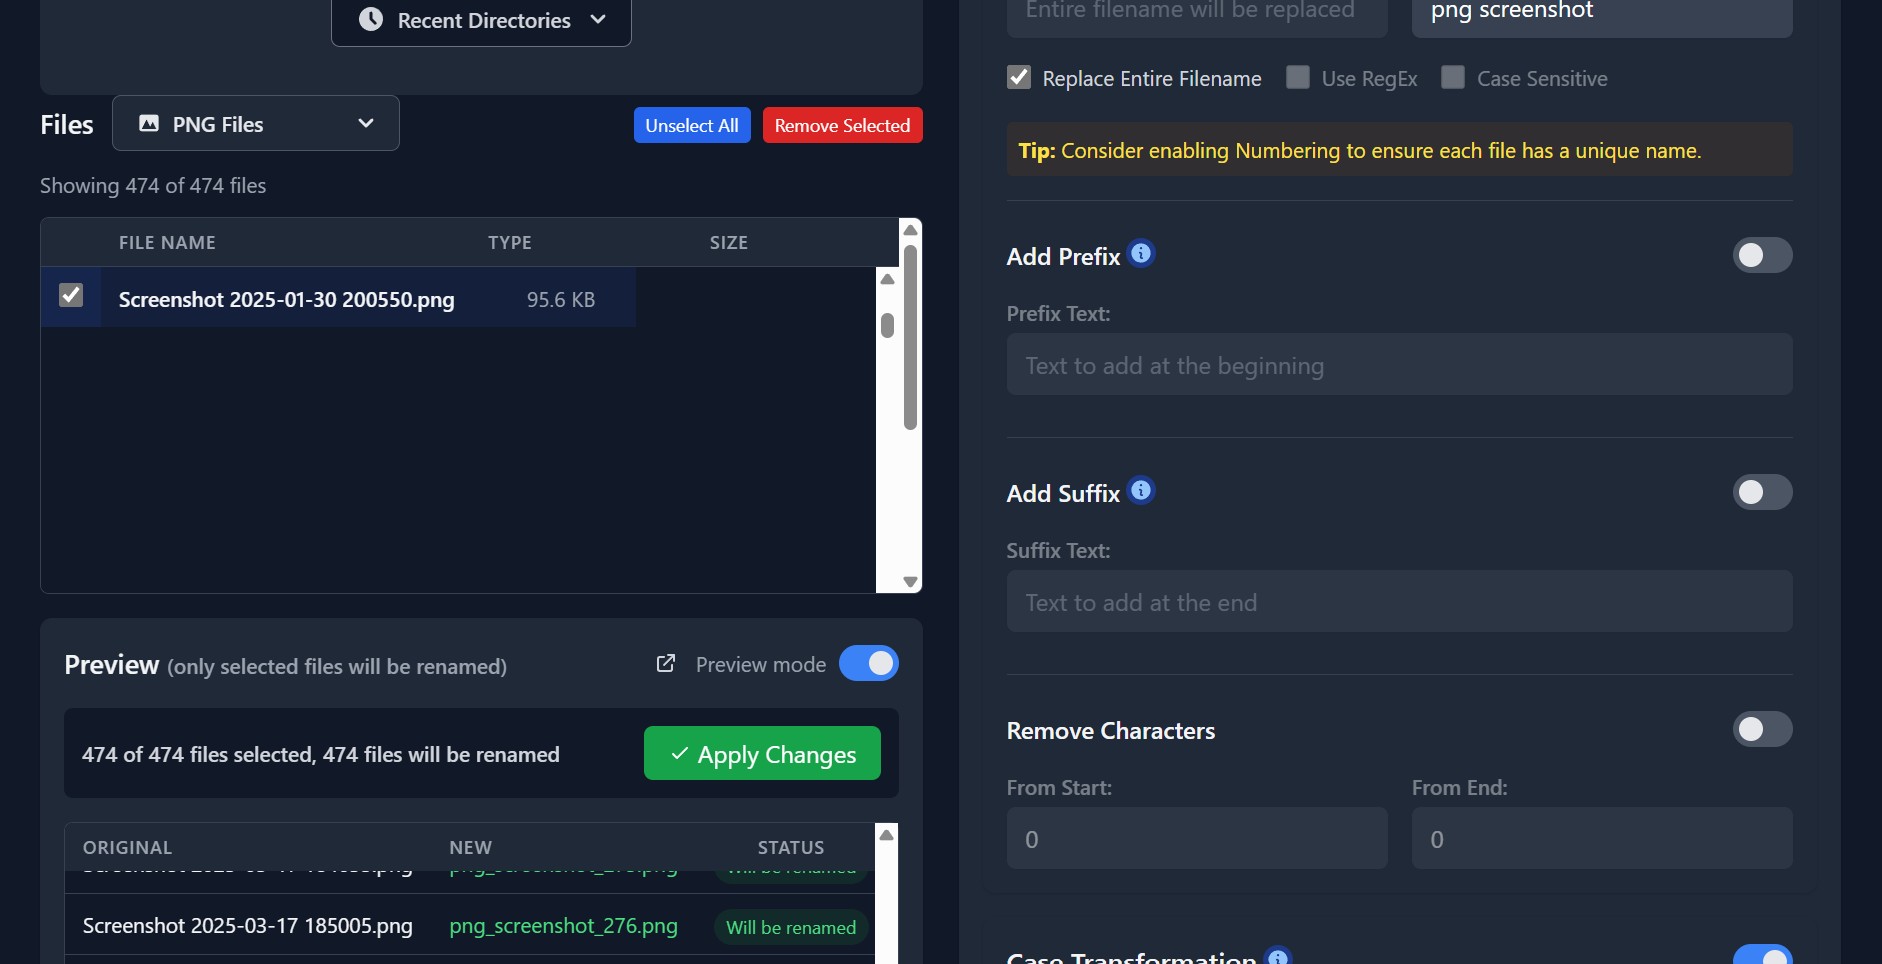 Recent Directories
Files
PNG Files
Unselect All
Remove Selected
Showing 474 of 474 files
FILE NAME TYPE SIZE
Screenshot 2025-01-30 200550.png 95.6 KB
Preview (only selected files will be renamed)
Preview mode
474 of 474 files selected, 474 files will be renamed
Apply Changes
ORIGINAL NEW STATUS
Screenshot 2025-03-17 185005.png png_screenshot_276.png Will be renamed
Entire filename will be replaced
png screenshot
Replace Entire Filename
Use RegEx
Case Sensitive
Tip: Consider enabling Numbering to ensure each file has a unique name.
Add Prefix
Prefix Text:
Text to add at the beginning
Add Suffix
Suffix Text:
Text to add at the end
Remove Characters
From Start: From End:
0 0
Case Transformation